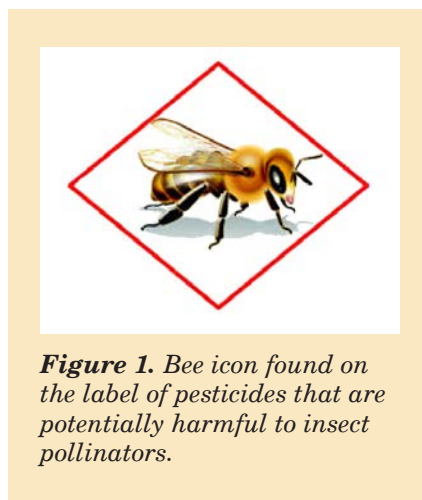 Figure 1. Bee icon found on
the label of pesticides that are
potentially harmful to insect
pollinators.